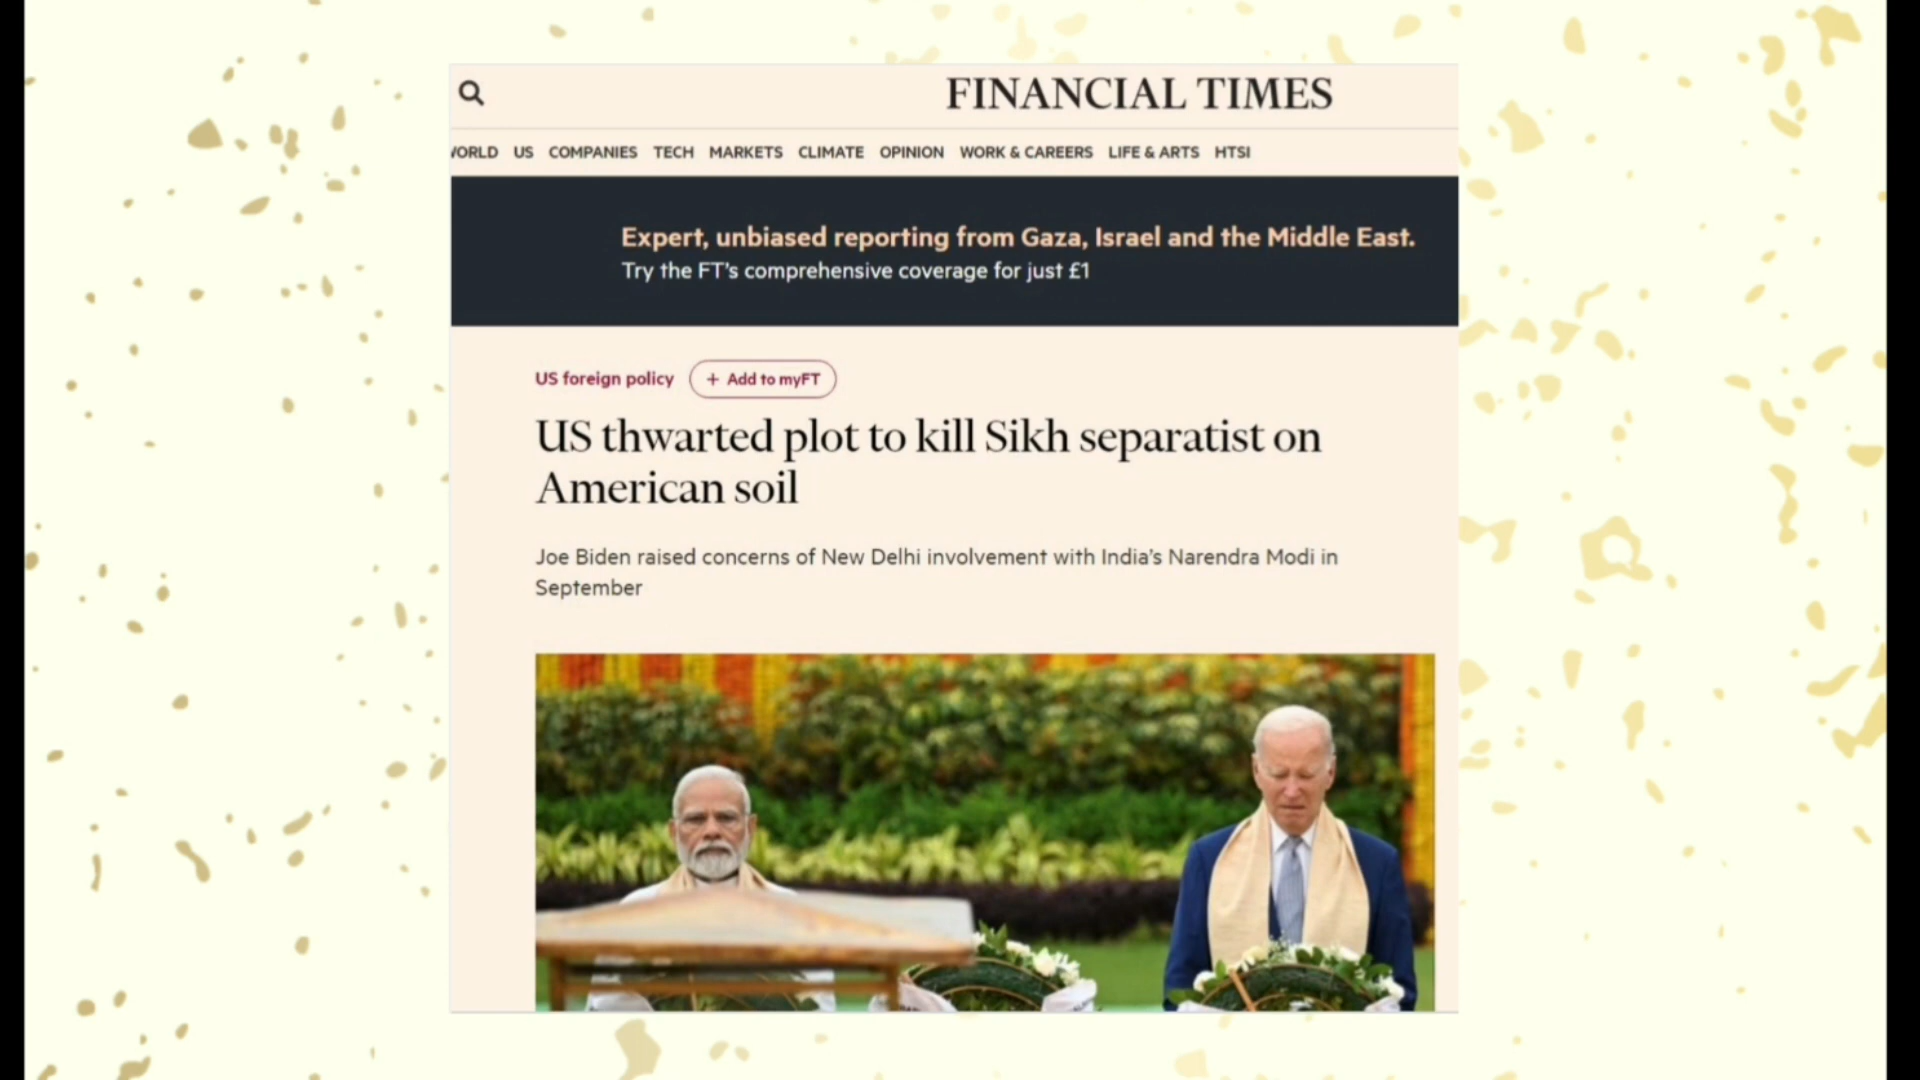 FINANCIAL TIMES
US COMPANIES TECH MARKETS CLIMATE OPINION WORK & CAREERS LIFE & ARTS HTSI
Expert, unbiased reporting from Gaza, Israel and the Middle East.
Try the FT's comprehensive coverage for just £1
US foreign policy + Add to myFT
US thwarted plot to kill Sikh separatist on
American soil
Joe Biden raised concerns of New Delhi involvement with India's Narendra Modi in
September